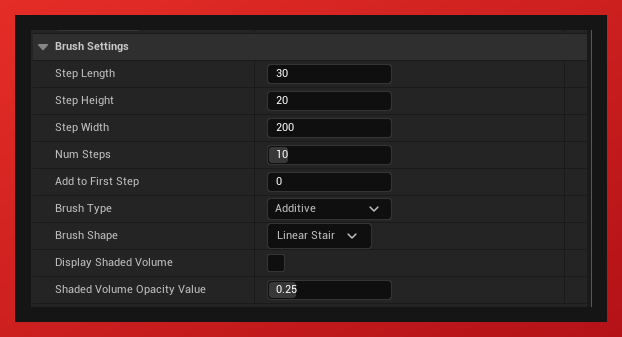 Brush Settings
Step Length 30
Step Height 20
Step Width 200
Num Steps 10
Add to First Step 0
Brush Type Additive
Brush Shape Linear Stair
Display Shaded Volume
Shaded Volume Opacity Value 0.25